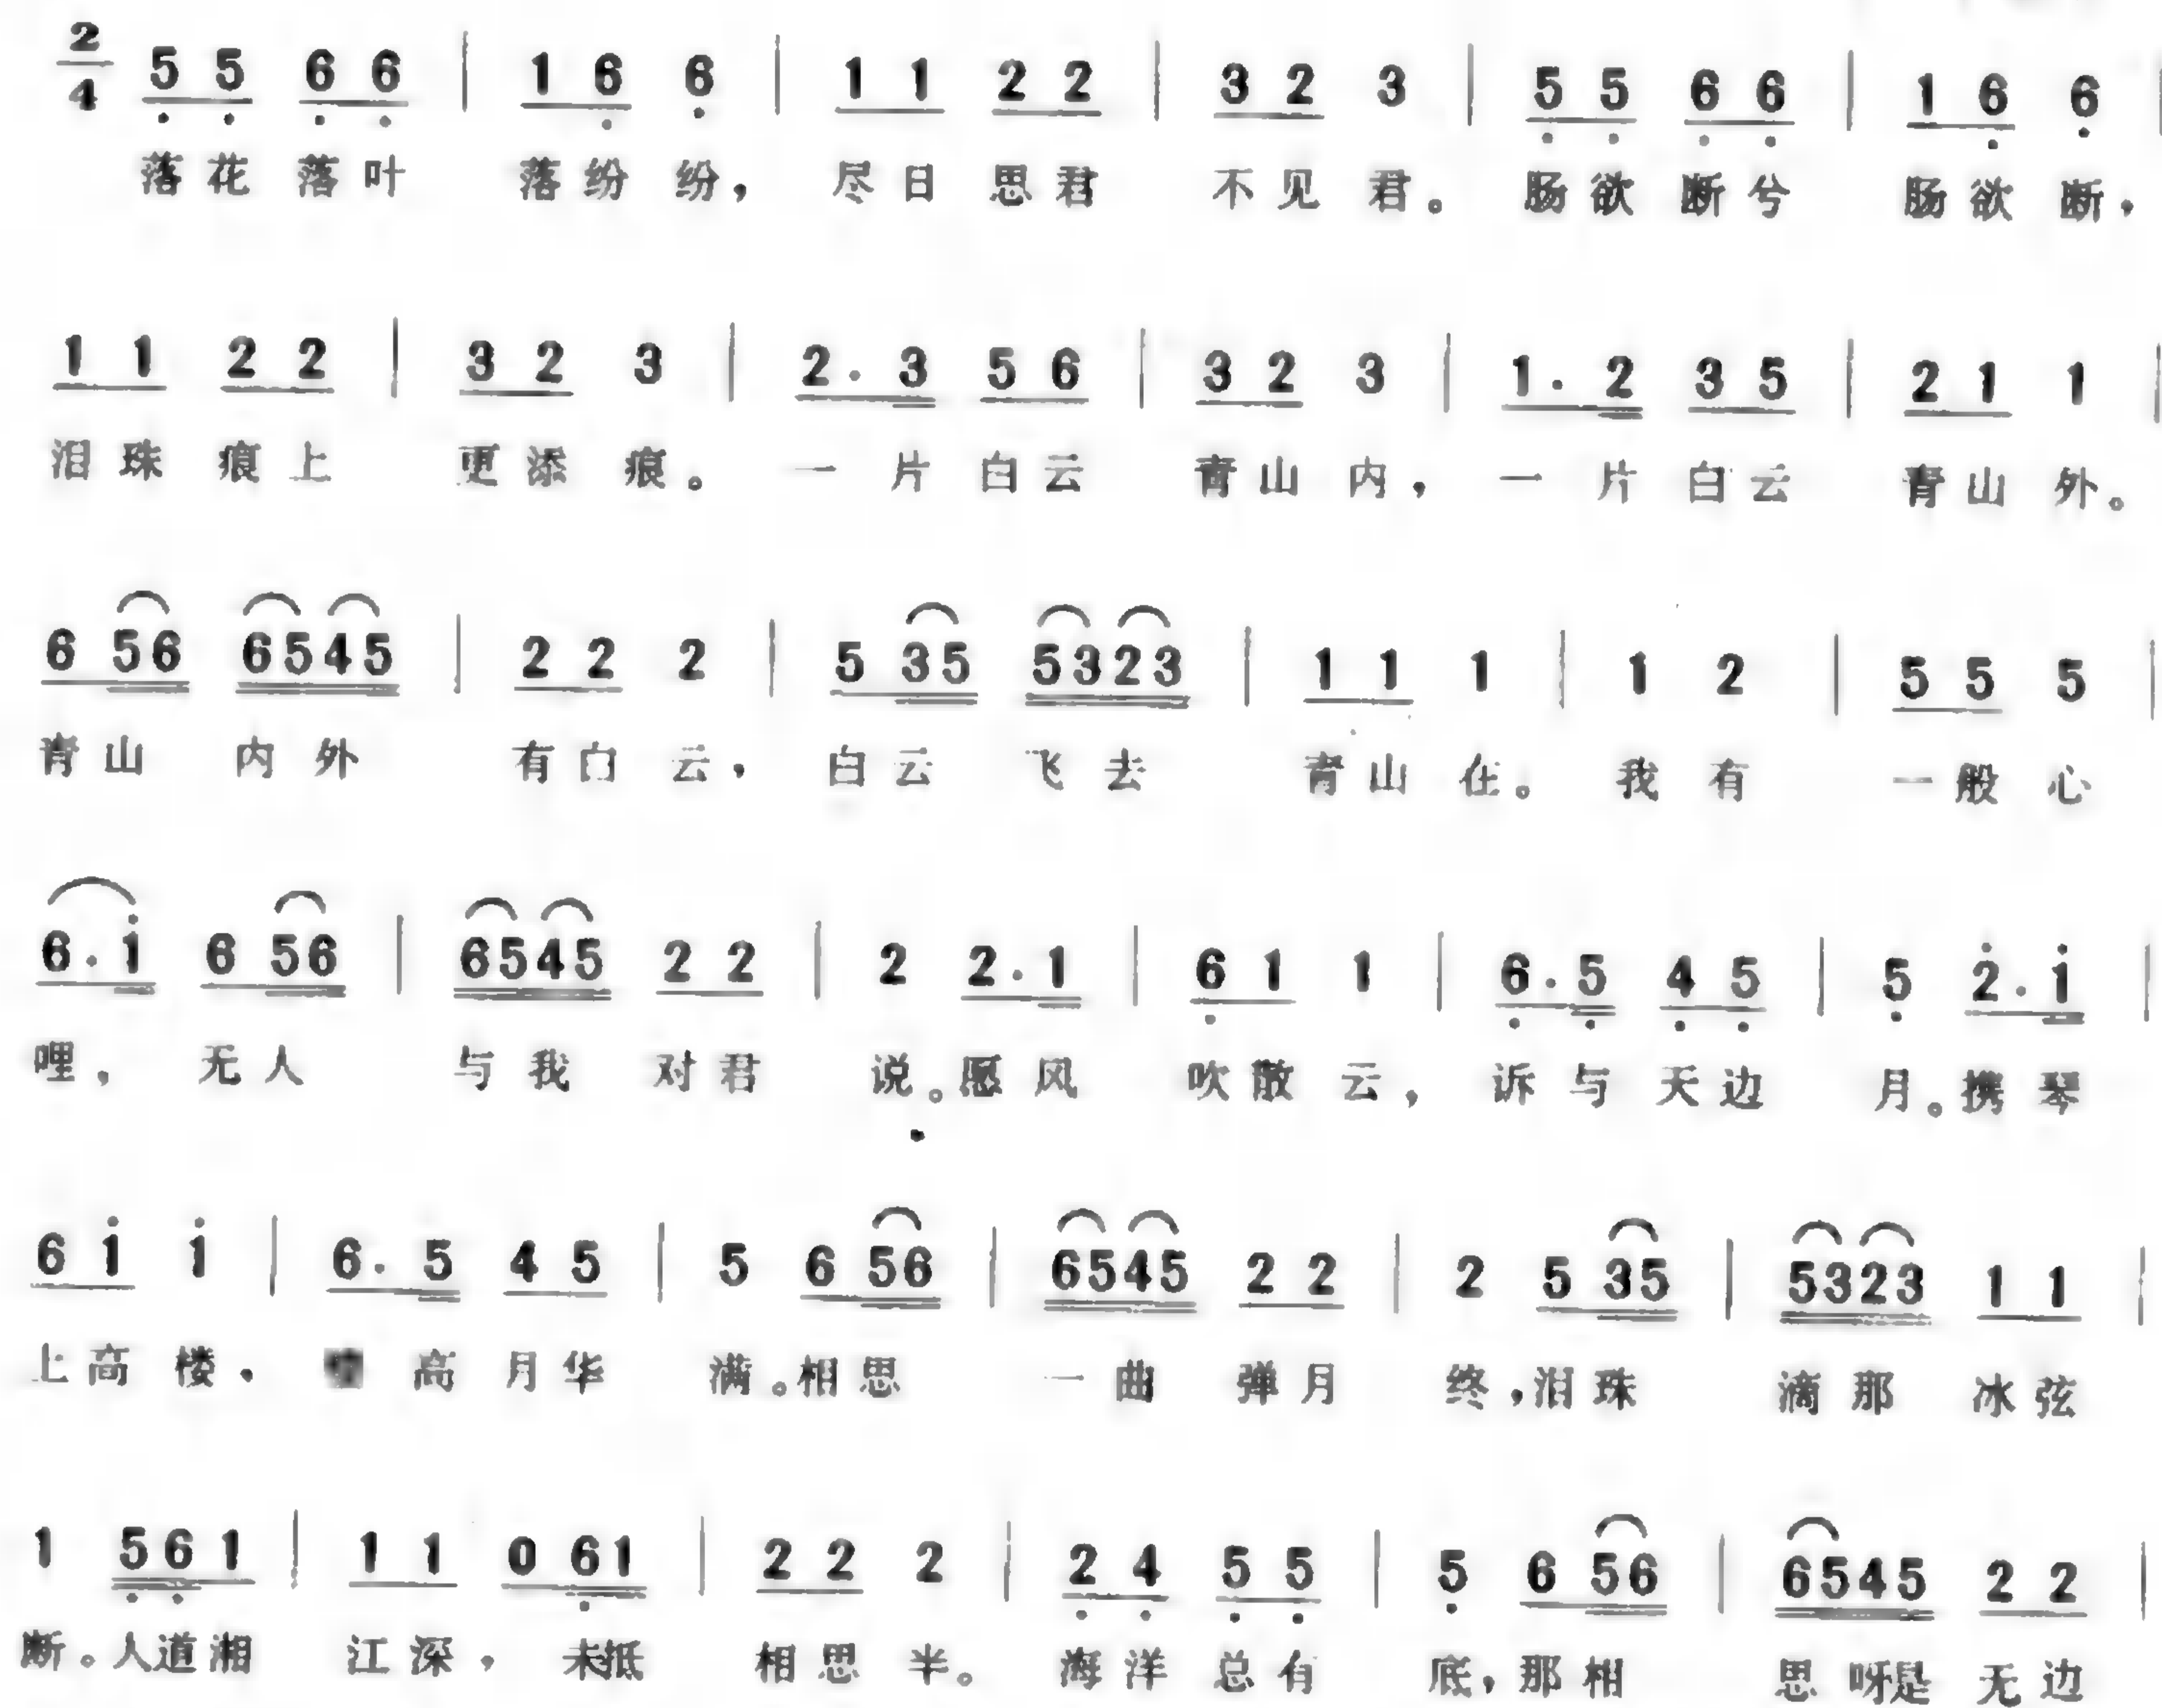 2/4 5 5 6 6 | 1 6 6 | 1 1 2 2 | 3 2 3 | 5 5 6 6 | 1 6 6 |
落花 落叶 落纷 纷， 尽日 思君 不见 君。 肠欲 断兮 肠欲 断，
1 1 2 2 | 3 2 3 | 2 · 3 5 6 | 3 2 3 | 1 · 2 3 5 | 2 1 1 |
泪珠 痕上 更添 痕。 一片 白云 青山 内， 一片 白云 青山 外。
6 56 6545 | 2 2 2 | 5 35 5323 | 1 1 1 | 1 2 | 5 5 5 |
青山 内外 有白 云， 白云 飞去 青山 在。 我有 一般 心
6 · i 6 56 | 6545 2 2 | 2 2 · 1 | 6 1 1 | 6 · 5 4 5 | 5 2 · i |
哩， 无人 与我 对君 说。愿风 吹散 云， 诉与 天边 月。携琴
6 i i | 6 · 5 4 5 | 5 6 56 | 6545 2 2 | 2 5 35 | 5323 1 1 |
上高 楼， 高 月华 满。相思 一曲 弹月 终，泪珠 滴那 冰弦
1 561 | 1 1 0 61 | 2 2 2 | 2 4 5 5 | 5 6 56 | 6545 2 2 |
断。人道湘 江深， 未抵 相思 半。 海洋 总有 底，那相 思 呀是 无边